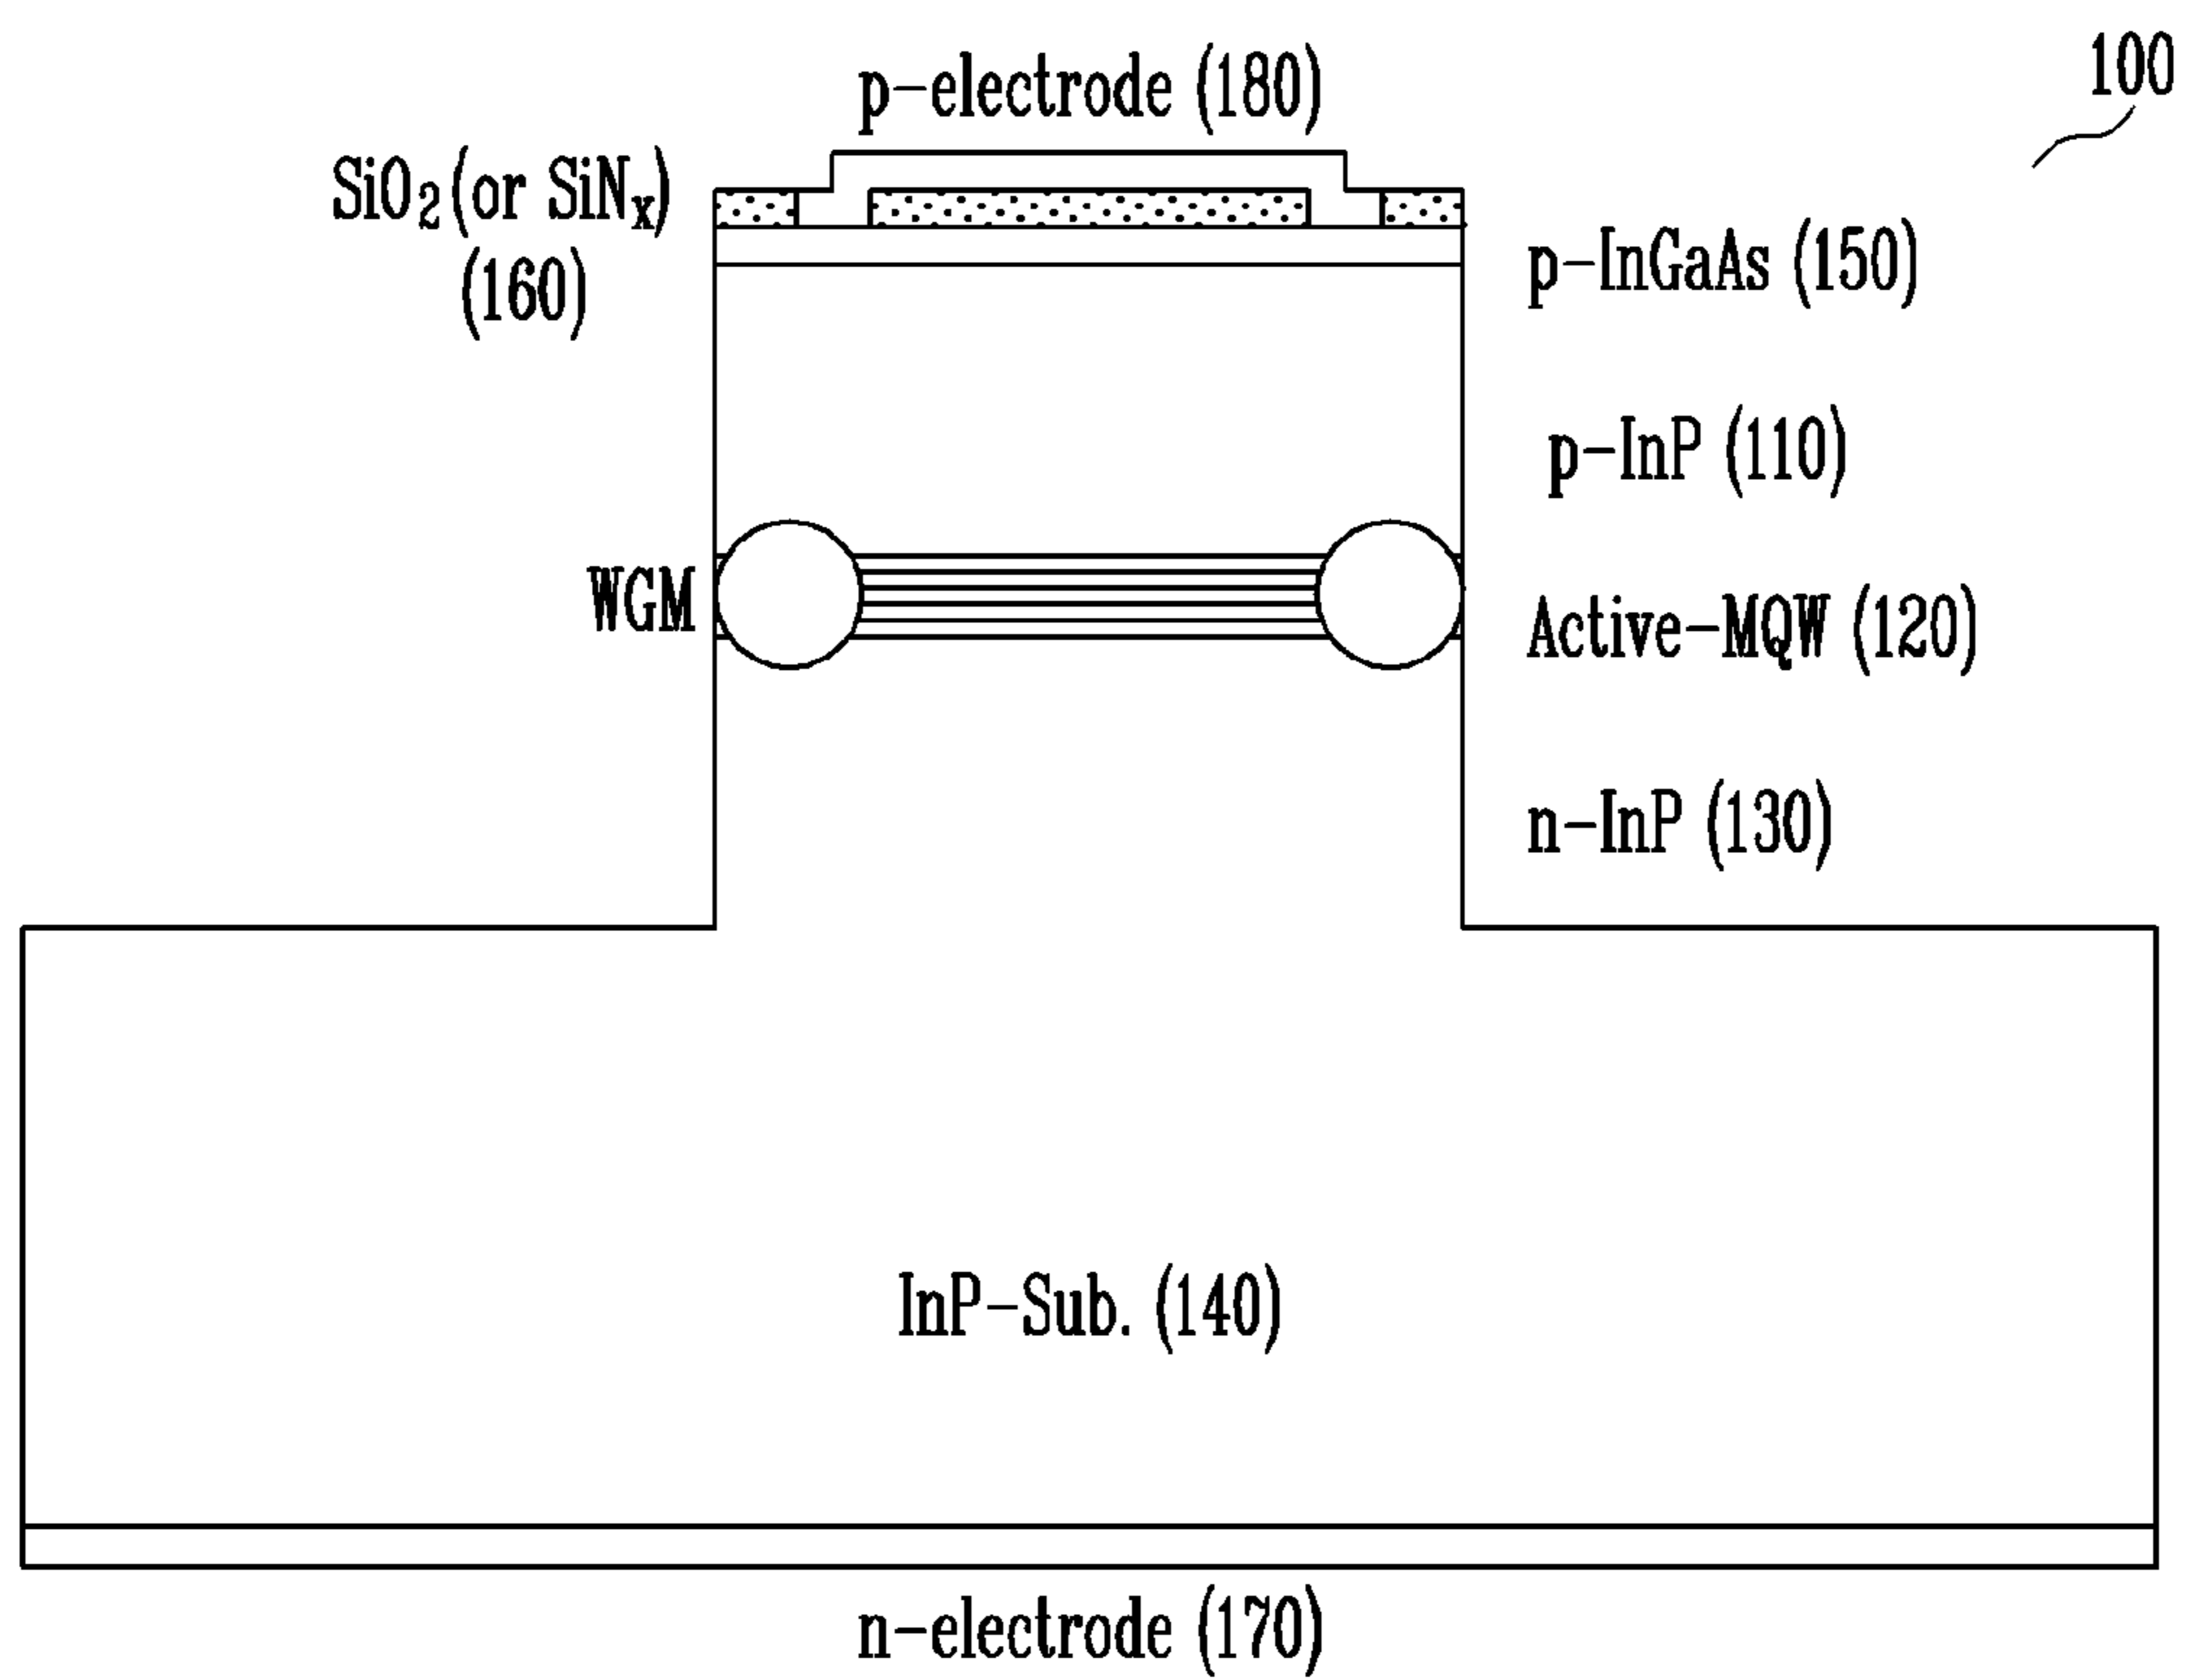 100
p-electrode (180)
SiO₂(or SiNₓ)
(160)
p-InGaAs (150)
p-InP (110)
WGM
Active-MQW (120)
n-InP (130)
InP-Sub. (140)
n-electrode (170)